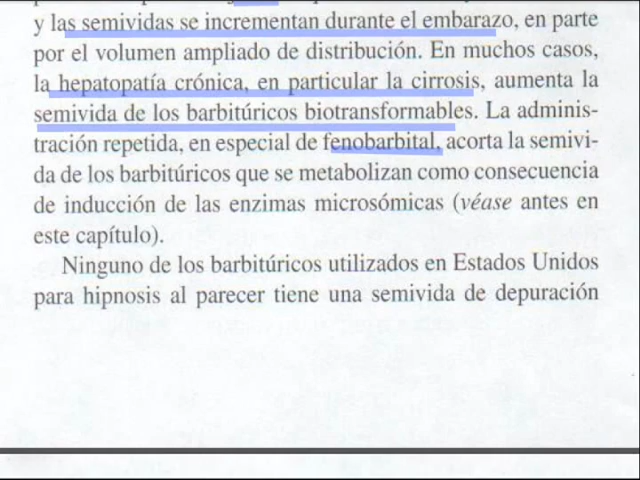 y las semividas se incrementan durante el embarazo, en parte
por el volumen ampliado de distribución. En muchos casos,
la hepatopatía crónica, en particular la cirrosis, aumenta la
semivida de los barbitúricos biotransformables. La adminis-
tración repetida, en especial de fenobarbital, acorta la semivi-
da de los barbitúricos que se metabolizan como consecuencia
de inducción de las enzimas microsómicas (véase antes en
este capítulo).
Ninguno de los barbitúricos utilizados en Estados Unidos
para hipnosis al parecer tiene una semivida de depuración